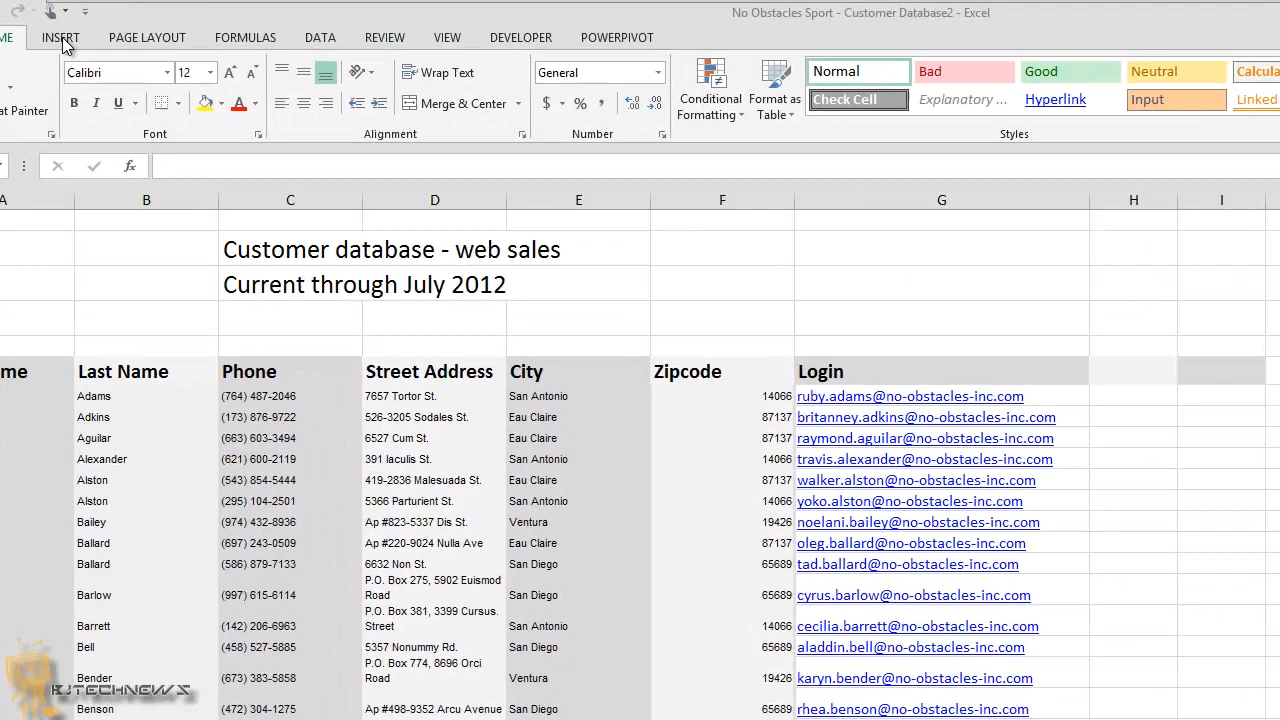 No Obstacles Sport - Customer Database2 - Excel
ME INSERT PAGE LAYOUT FORMULAS DATA REVIEW VIEW DEVELOPER POWERPIVOT
Calibri 12 Wrap Text General Normal Bad Good Neutral Calcula
at Painter B I U A Merge & Center $ % , Conditional Formatting Format as Table Check Cell Explanatory ... Hyperlink Input Linked
Font Alignment Number Styles
fx
A B C D E F G H I
Customer database - web sales
Current through July 2012
me Last Name Phone Street Address City Zipcode Login
Adams (764) 487-2046 7657 Tortor St. San Antonio 14066 ruby.adams@no-obstacles-inc.com
Adkins (173) 876-9722 526-3205 Sodales St. Eau Claire 87137 britanney.adkins@no-obstacles-inc.com
Aguilar (663) 603-3494 6527 Cum St. Eau Claire 87137 raymond.aguilar@no-obstacles-inc.com
Alexander (621) 600-2119 391 Iaculis St. San Antonio 14066 travis.alexander@no-obstacles-inc.com
Alston (543) 854-5444 419-2836 Malesuada St. Eau Claire 87137 walker.alston@no-obstacles-inc.com
Alston (295) 104-2501 5366 Parturient St. San Antonio 14066 yoko.alston@no-obstacles-inc.com
Bailey (974) 432-8936 Ap #823-5337 Dis St. Ventura 19426 noelani.bailey@no-obstacles-inc.com
Ballard (697) 243-0509 Ap #220-9024 Nulla Ave Eau Claire 87137 oleg.ballard@no-obstacles-inc.com
Ballard (586) 879-7133 6632 Non St. San Diego 65689 tad.ballard@no-obstacles-inc.com
Barlow (997) 615-6114 P.O. Box 275, 5902 Euismod Road San Diego 65689 cyrus.barlow@no-obstacles-inc.com
Barrett (142) 206-6963 P.O. Box 381, 3399 Cursus. Street San Antonio 14066 cecilia.barrett@no-obstacles-inc.com
Bell (458) 527-5885 5357 Nonummy Rd. San Diego 65689 aladdin.bell@no-obstacles-inc.com
Bender (673) 383-5858 P.O. Box 774, 8696 Orci Road Ventura 19426 karyn.bender@no-obstacles-inc.com
Benson (472) 304-1275 Ap #498-9352 Arcu Avenue San Diego 65689 rhea.benson@no-obstacles-inc.com
BJTECHNEWS